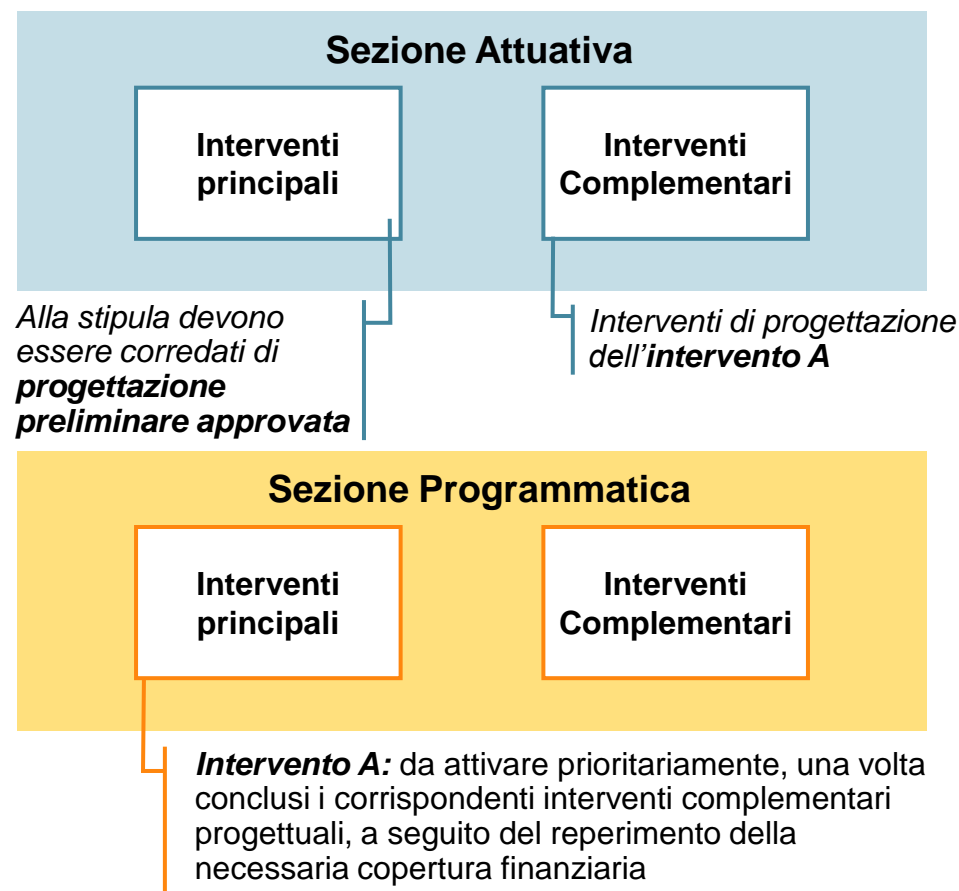 Sezione Attuativa
Interventi
principali
Interventi
Complementari
Alla stipula devono
essere corredati di
progettazione
preliminare approvata
Interventi di progettazione
dell’intervento A
Sezione Programmatica
Interventi
principali
Interventi
Complementari
Intervento A: da attivare prioritariamente, una volta
conclusi i corrispondenti interventi complementari
progettuali, a seguito del reperimento della
necessaria copertura finanziaria